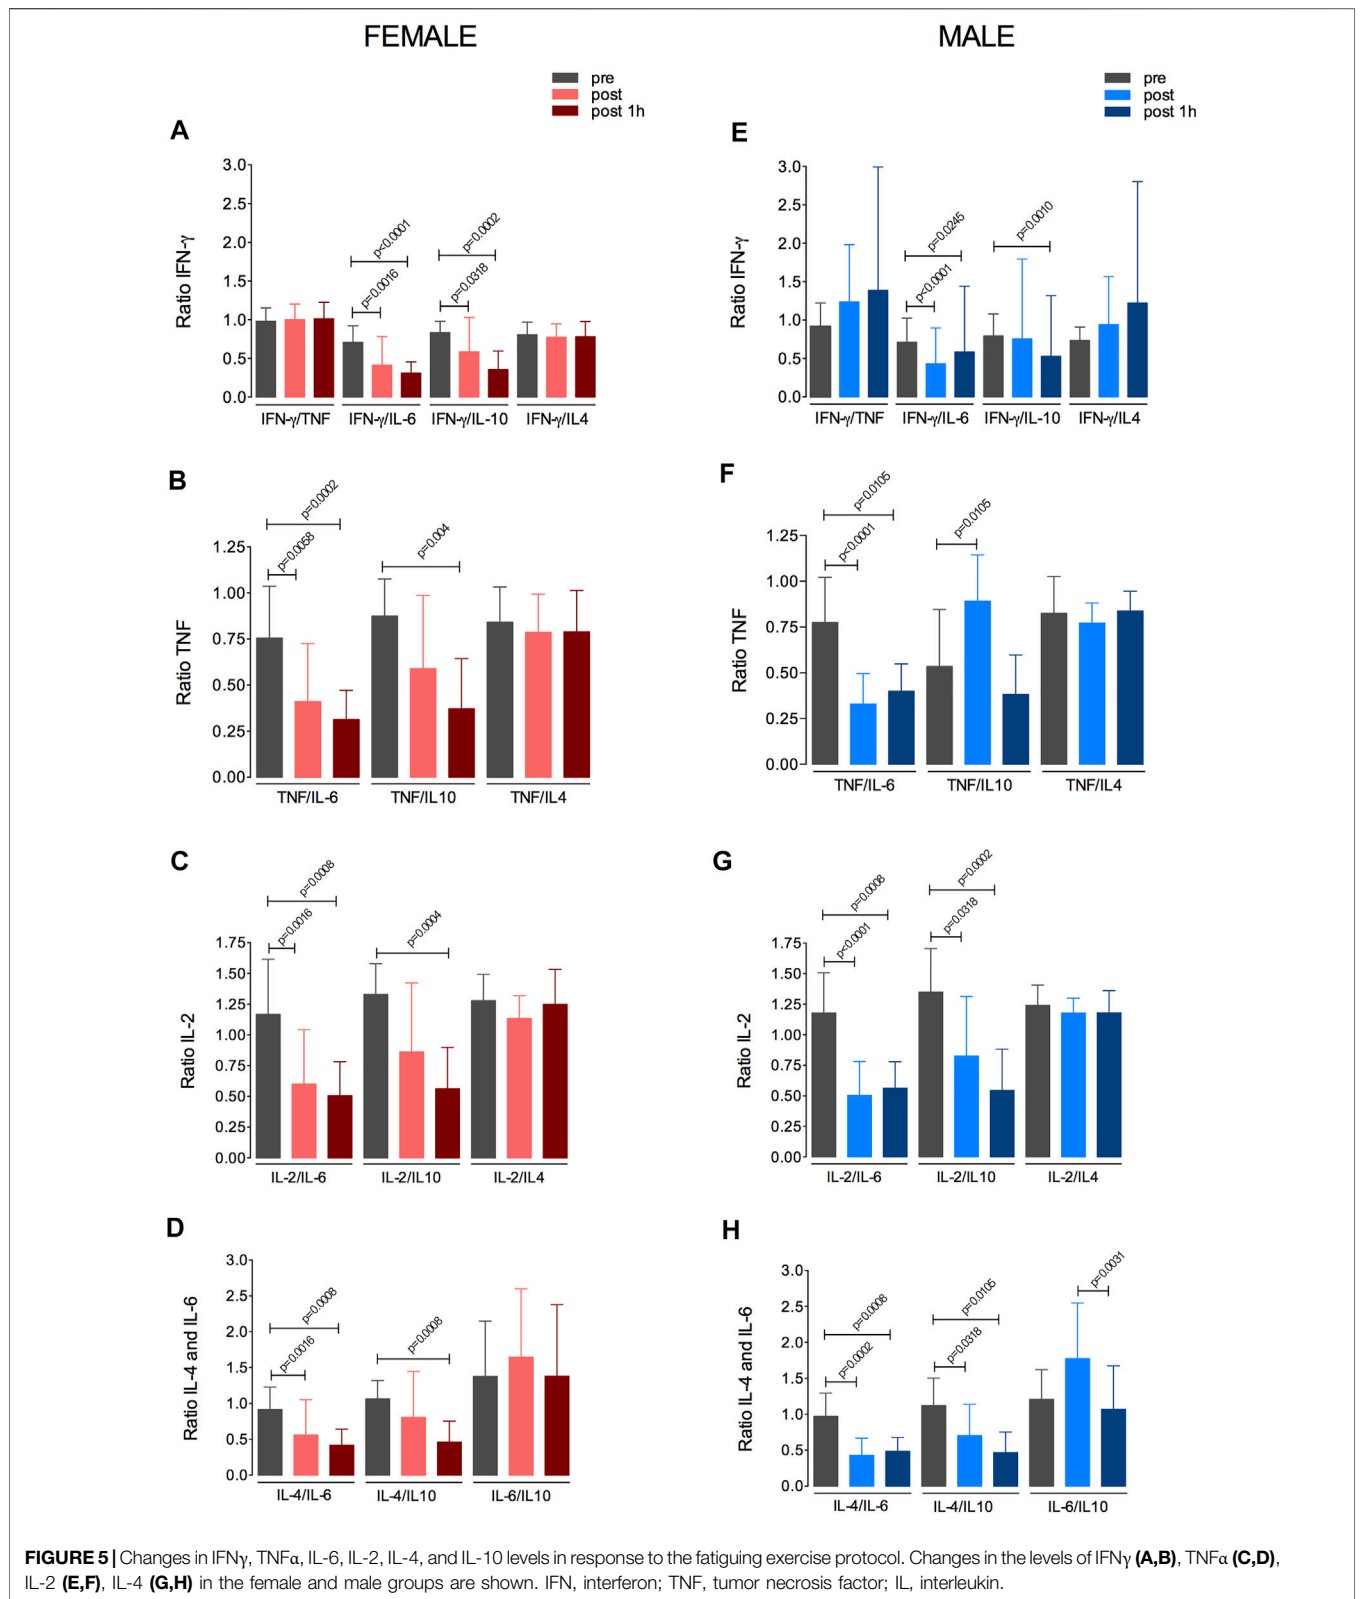 FEMALE
pre
post
post 1h
A
Ratio IFN-γ
3.0
2.5
2.0
1.5
1.0
0.5
0.0
p<0.0001
p=0.0016
p=0.0002
p=0.0318
IFN-γ/TNF IFN-γ/IL-6 IFN-γ/IL-10 IFN-γ/IL4
B
Ratio TNF
1.25
1.00
0.75
0.50
0.25
0.00
p=0.0002
p=0.0058
p=0.004
TNF/IL-6 TNF/IL10 TNF/IL4
C
Ratio IL-2
1.75
1.50
1.25
1.00
0.75
0.50
0.25
0.00
p=0.0008
p=0.0016
p=0.0004
IL-2/IL-6 IL-2/IL10 IL-2/IL4
D
Ratio IL-4 and IL-6
3.0
2.5
2.0
1.5
1.0
0.5
0.0
p=0.0008
p=0.0016
p=0.0008
IL-4/IL-6 IL-4/IL10 IL-6/IL10
MALE
pre
post
post 1h
E
Ratio IFN-γ
3.0
2.5
2.0
1.5
1.0
0.5
0.0
p=0.0245
p<0.0001
p=0.0010
IFN-γ/TNF IFN-γ/IL-6 IFN-γ/IL-10 IFN-γ/IL4
F
Ratio TNF
1.25
1.00
0.75
0.50
0.25
0.00
p=0.0105
p<0.0001
p=0.0105
TNF/IL-6 TNF/IL10 TNF/IL4
G
Ratio IL-2
1.75
1.50
1.25
1.00
0.75
0.50
0.25
0.00
p=0.0008
p<0.0001
p=0.0002
p=0.0318
IL-2/IL-6 IL-2/IL10 IL-2/IL4
H
Ratio IL-4 and IL-6
3.0
2.5
2.0
1.5
1.0
0.5
0.0
p=0.0008
p=0.0002
p=0.0105
p=0.0318
p=0.0031
IL-4/IL-6 IL-4/IL10 IL-6/IL10
FIGURE 5 | Changes in IFNγ, TNFα, IL-6, IL-2, IL-4, and IL-10 levels in response to the fatiguing exercise protocol. Changes in the levels of IFNγ (A,B), TNFα (C,D),
IL-2 (E,F), IL-4 (G,H) in the female and male groups are shown. IFN, interferon; TNF, tumor necrosis factor; IL, interleukin.